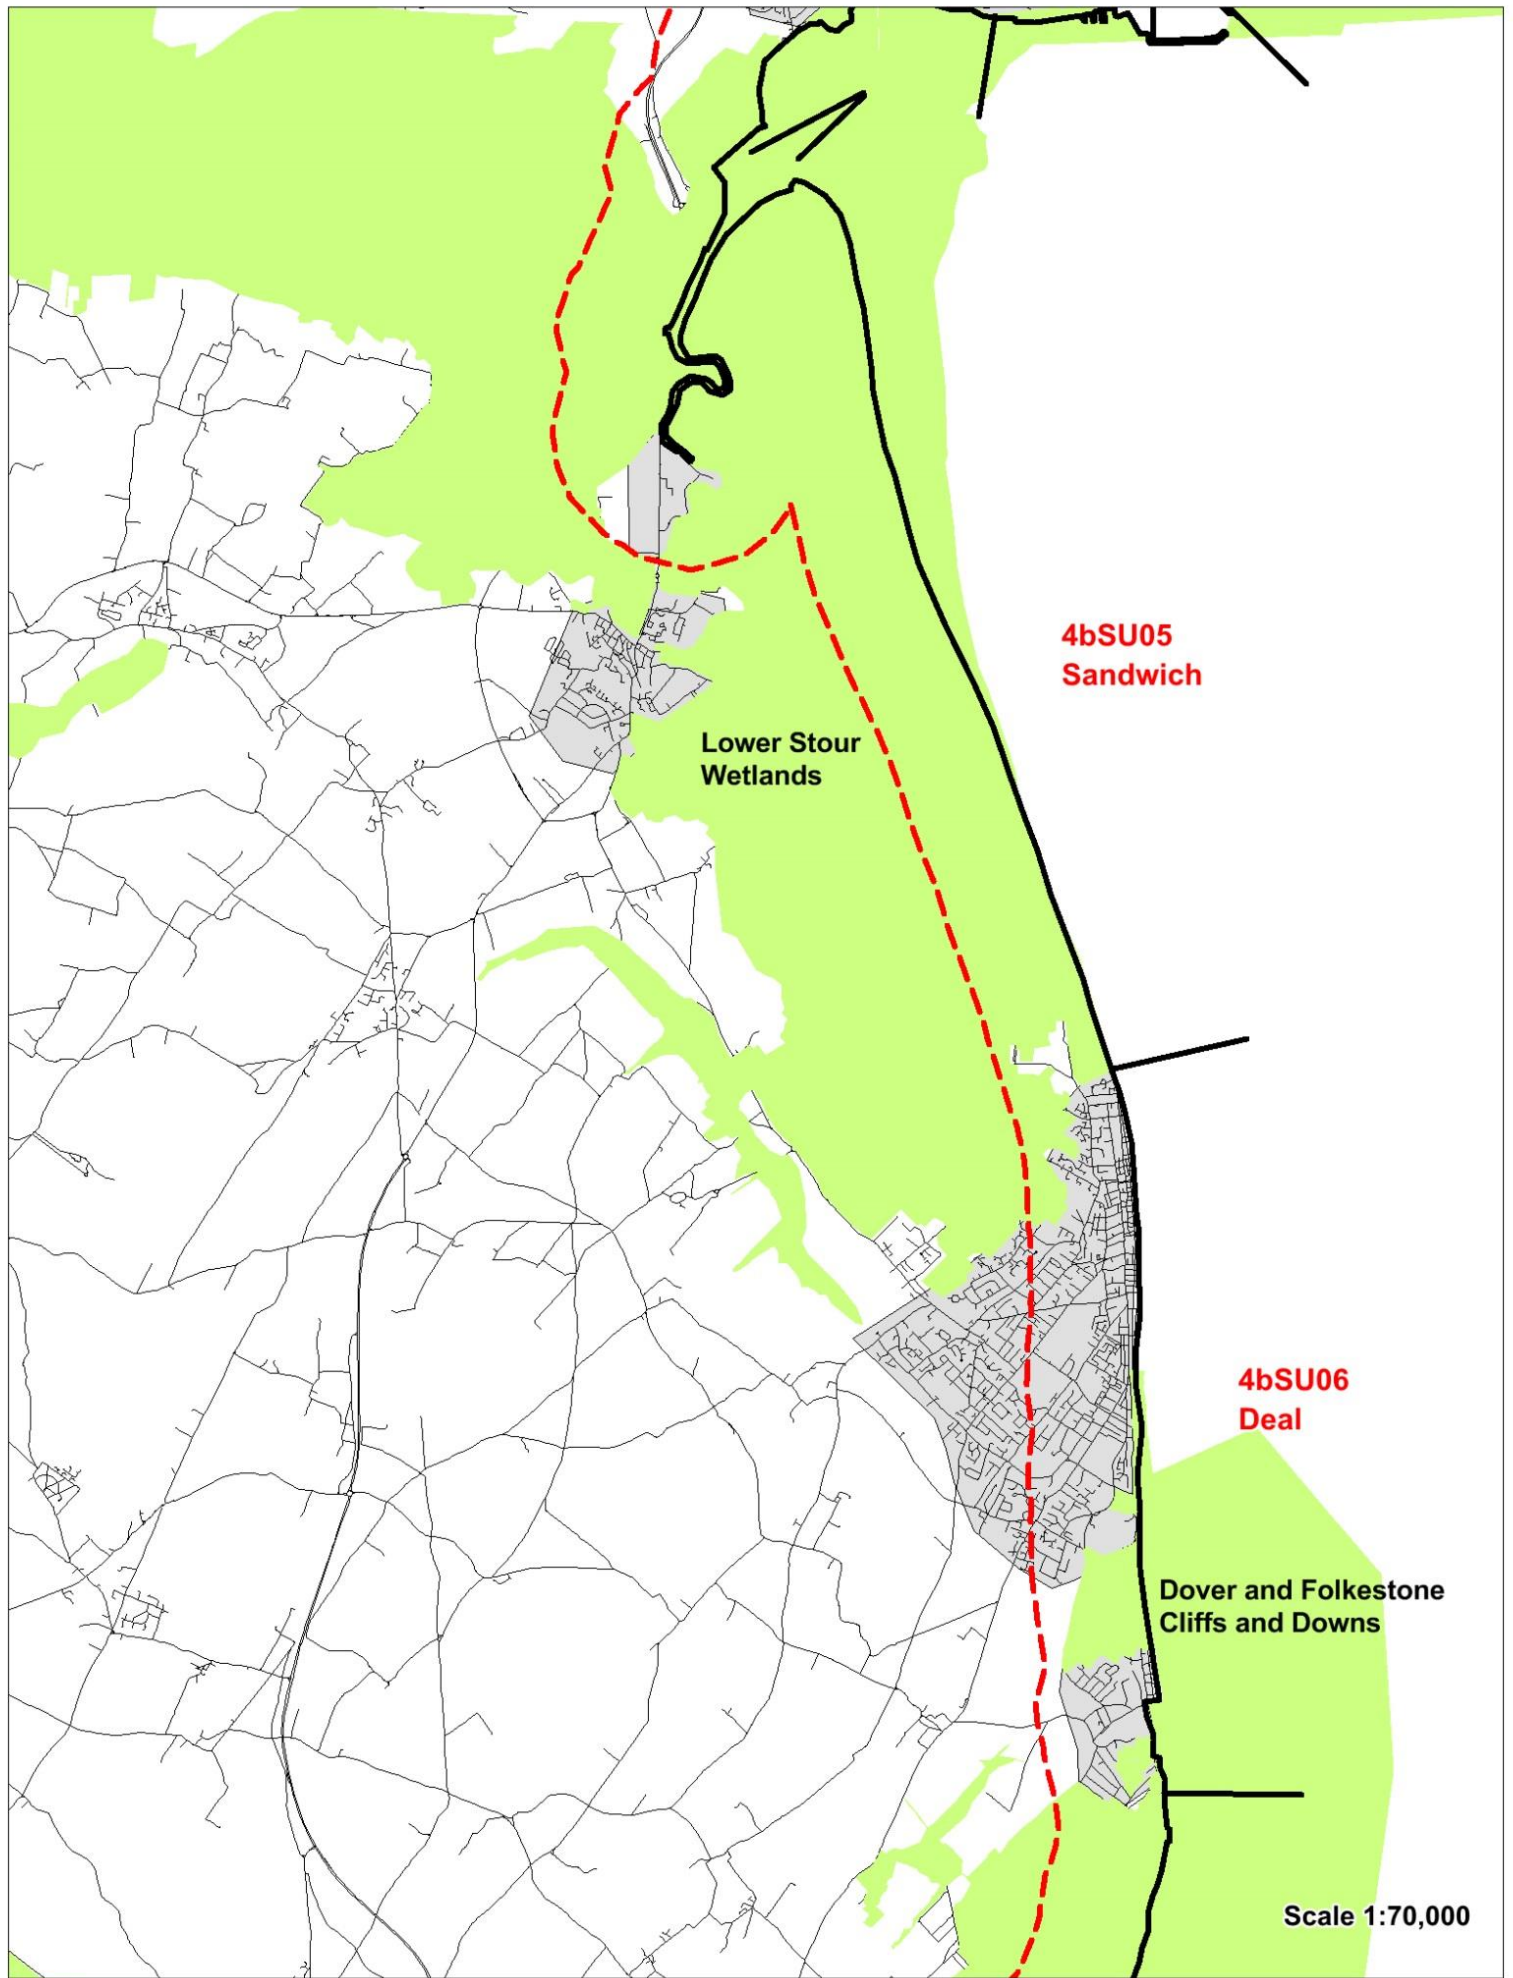 4bSU05
Sandwich
Lower Stour
Wetlands
4bSU06
Deal
Dover and Folkestone
Cliffs and Downs
Scale 1:70,000